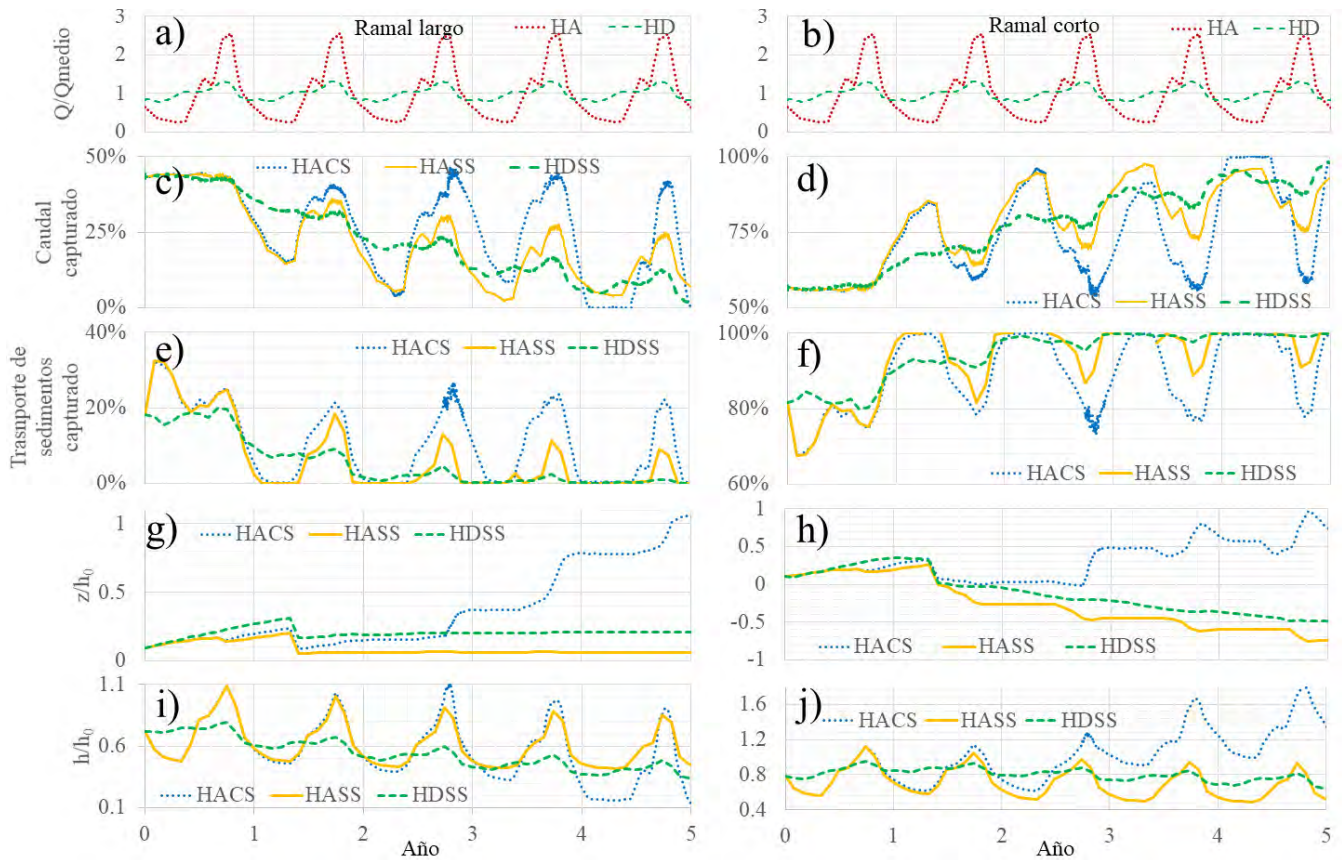 a) Ramal largo HA HD
Q/Qmedio
3
2
1
0
b) Ramal corto HA HD
3
2
1
0
c) HACS HASS HDSS
Caudal
capturado
50%
25%
0%
d)
100%
75%
50%
HACS HASS HDSS
e) HACS HASS HDSS
Trasnporte de
sedimentos
capturado
40%
20%
0%
f)
100%
80%
60%
HACS HASS HDSS
g) HACS HASS HDSS
z/h0
1
0.5
0
h)
1
0.5
0
-0.5
-1
HACS HASS HDSS
i)
h/h0
1.1
0.6
0.1
HACS HASS HDSS
0 1 2 3 4 5
Año
j)
HACS HASS HDSS
1.6
1.2
0.8
0.4
0 1 2 3 4 5
Año